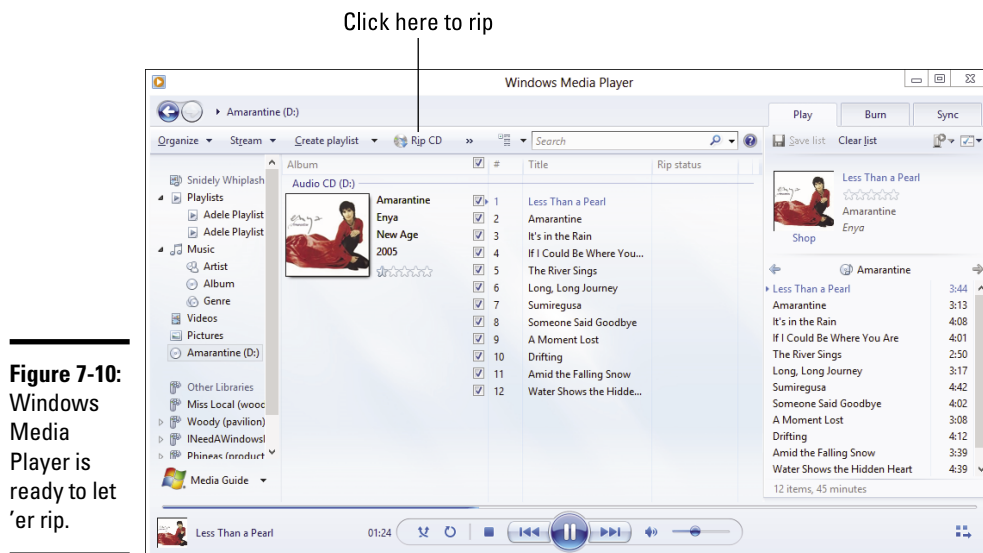 Click here to rip
Windows Media Player
Amarantine (D:)
Play Burn Sync
Organize Stream Create playlist Rip CD » Search
Save list Clear list
Album # Title Rip status
Snidely Whiplash
Playlists
Adele Playlist
Adele Playlist
Music
Artist
Album
Genre
Videos
Pictures
Amarantine (D:)
Other Libraries
Miss Local (wooc
Woody (pavilion)
INeedAWindowsl
Phineas (product
Media Guide
Audio CD (D:)
enya
Amarantine
Enya
New Age
2005
1 Less Than a Pearl
2 Amarantine
3 It's in the Rain
4 If I Could Be Where You...
5 The River Sings
6 Long, Long Journey
7 Sumiregusa
8 Someone Said Goodbye
9 A Moment Lost
10 Drifting
11 Amid the Falling Snow
12 Water Shows the Hidde...
Less Than a Pearl
Amarantine
Enya
Shop
Amarantine
Less Than a Pearl 3:44
Amarantine 3:13
It's in the Rain 4:08
If I Could Be Where You Are 4:01
The River Sings 2:50
Long, Long Journey 3:17
Sumiregusa 4:42
Someone Said Goodbye 4:02
A Moment Lost 3:08
Drifting 4:12
Amid the Falling Snow 3:39
Water Shows the Hidden Heart 4:39
12 items, 45 minutes
Less Than a Pearl 01:24
Figure 7-10:
Windows
Media
Player is
ready to let
'er rip.